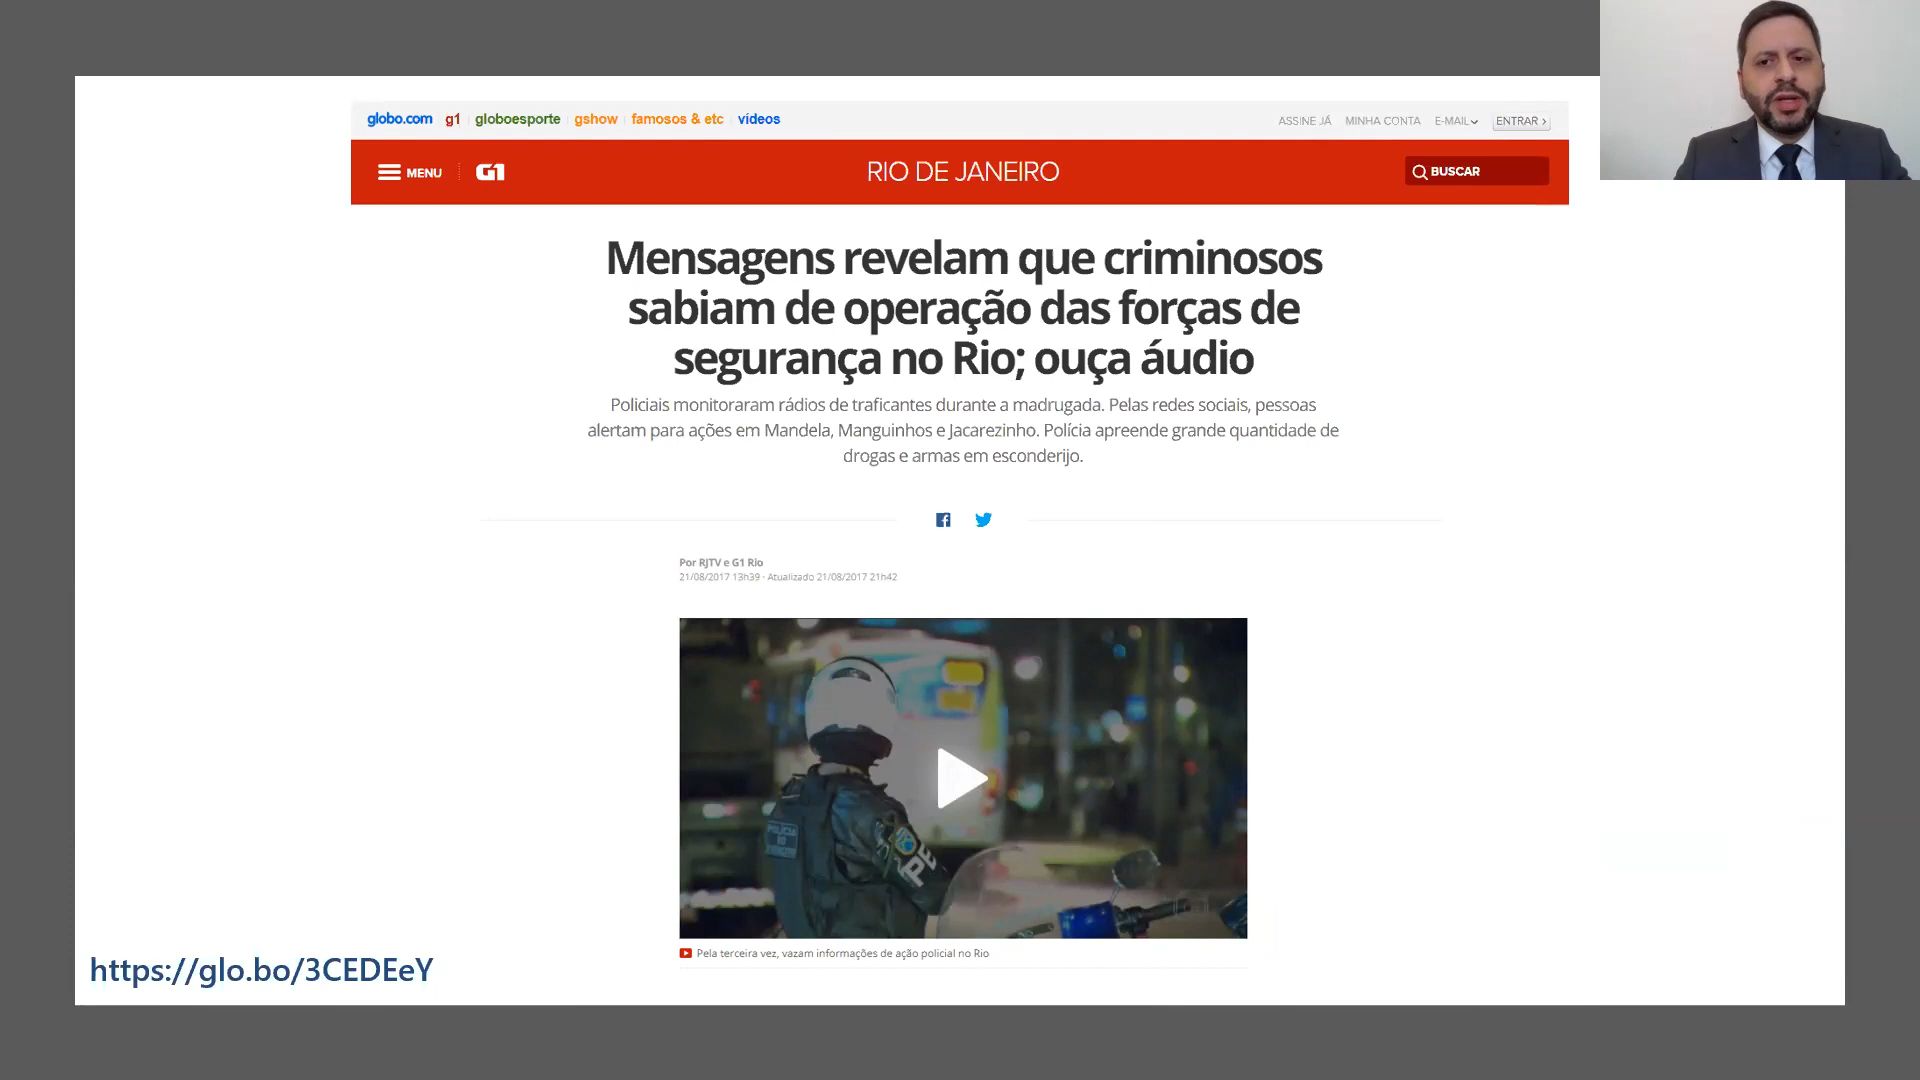 globo.com g1 globoesporte gshow famosos & etc vídeos
ASSINE JÁ MINHA CONTA E-MAIL ENTRAR
MENU G1 RIO DE JANEIRO BUSCAR
Mensagens revelam que criminosos
sabiam de operação das forças de
segurança no Rio; ouça áudio
Policiais monitoraram rádios de traficantes durante a madrugada. Pelas redes sociais, pessoas
alertam para ações em Mandela, Manguinhos e Jacarezinho. Polícia apreende grande quantidade de
drogas e armas em esconderijo.
Por RJTV e G1 Rio
21/08/2017 13h39 · Atualizado 21/08/2017 21h42
Pela terceira vez, vazam informações de ação policial no Rio
https://glo.bo/3CEDEeY